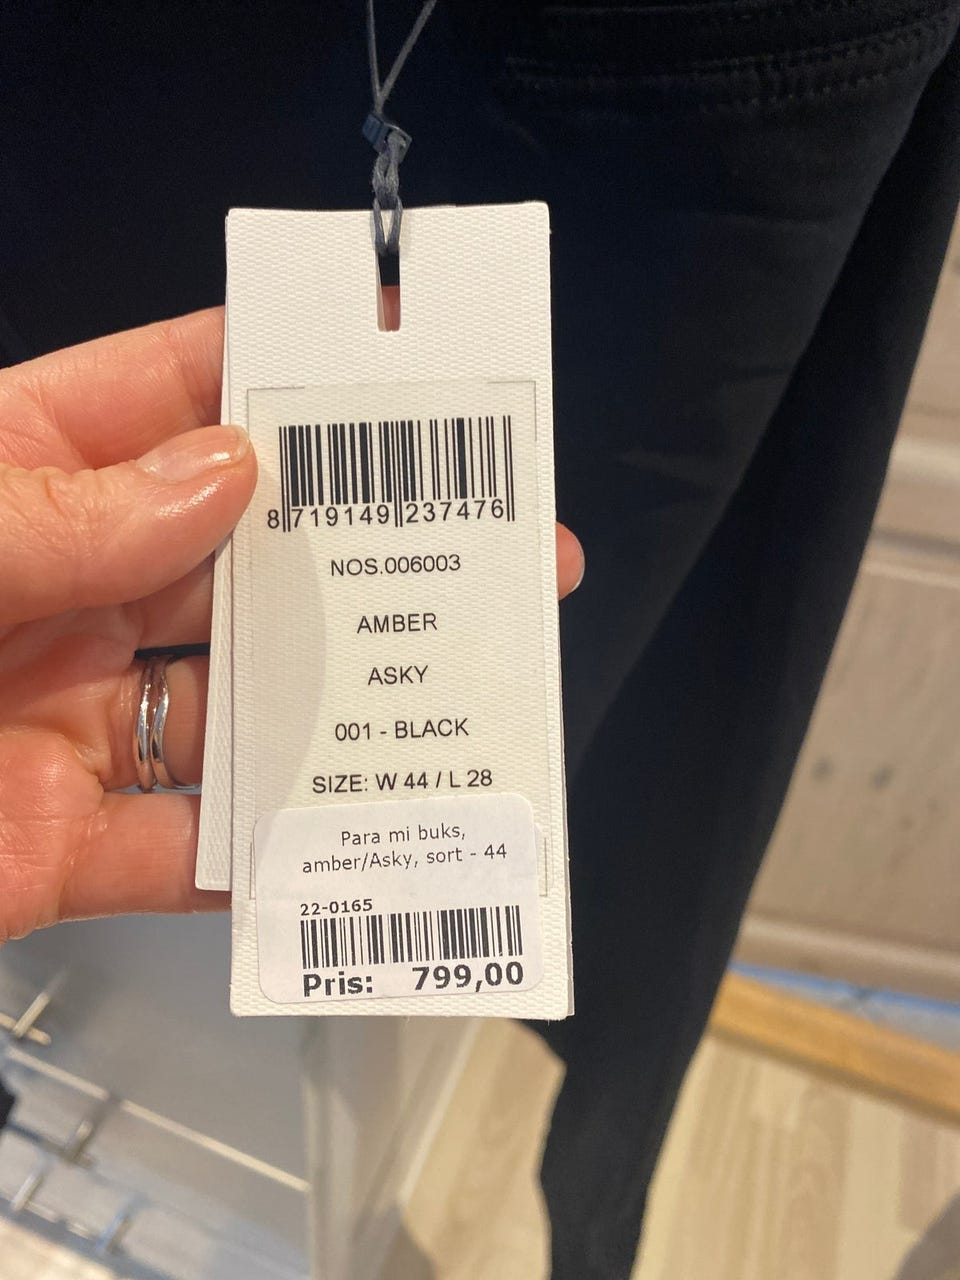 8 719149 237476
NOS.006003
AMBER
ASKY
001 - BLACK
SIZE: W 44 / L 28
Para mi buks,
amber/Asky, sort - 44
22-0165
Pris: 799,00